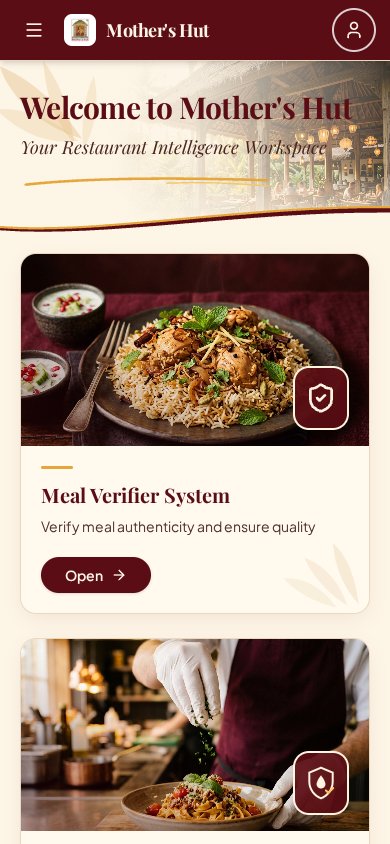 Mother's Hut
Welcome to Mother's Hut
Your Restaurant Intelligence Workspace
Meal Verifier System
Verify meal authenticity and ensure quality
Open